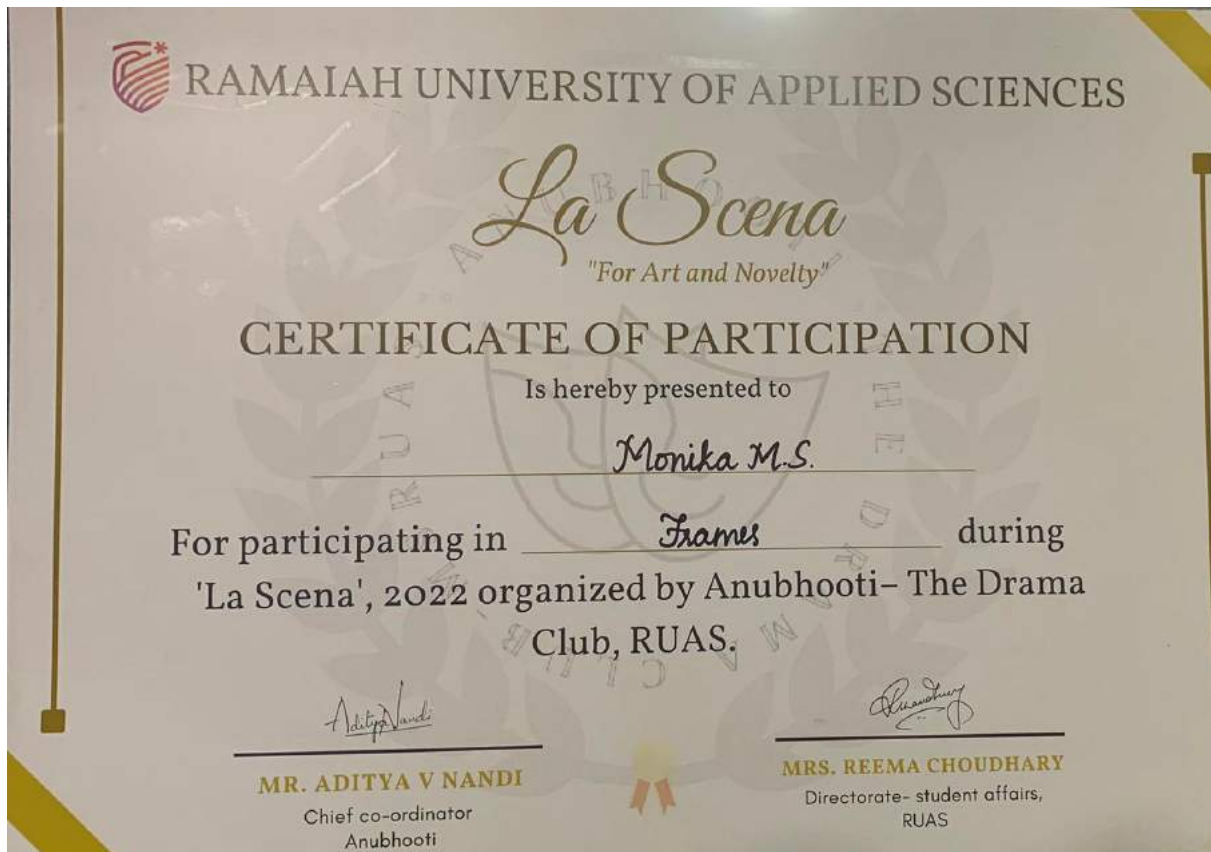 RAMAIAH UNIVERSITY OF APPLIED SCIENCES
La Scena
"For Art and Novelty"
CERTIFICATE OF PARTICIPATION
Is hereby presented to
Monika M.S.
For participating in Frames during
'La Scena', 2022 organized by Anubhooti– The Drama
Club, RUAS.
Aditya Nandi
MR. ADITYA V NANDI
Chief co-ordinator
Anubhooti
MRS. REEMA CHOUDHARY
Directorate- student affairs,
RUAS